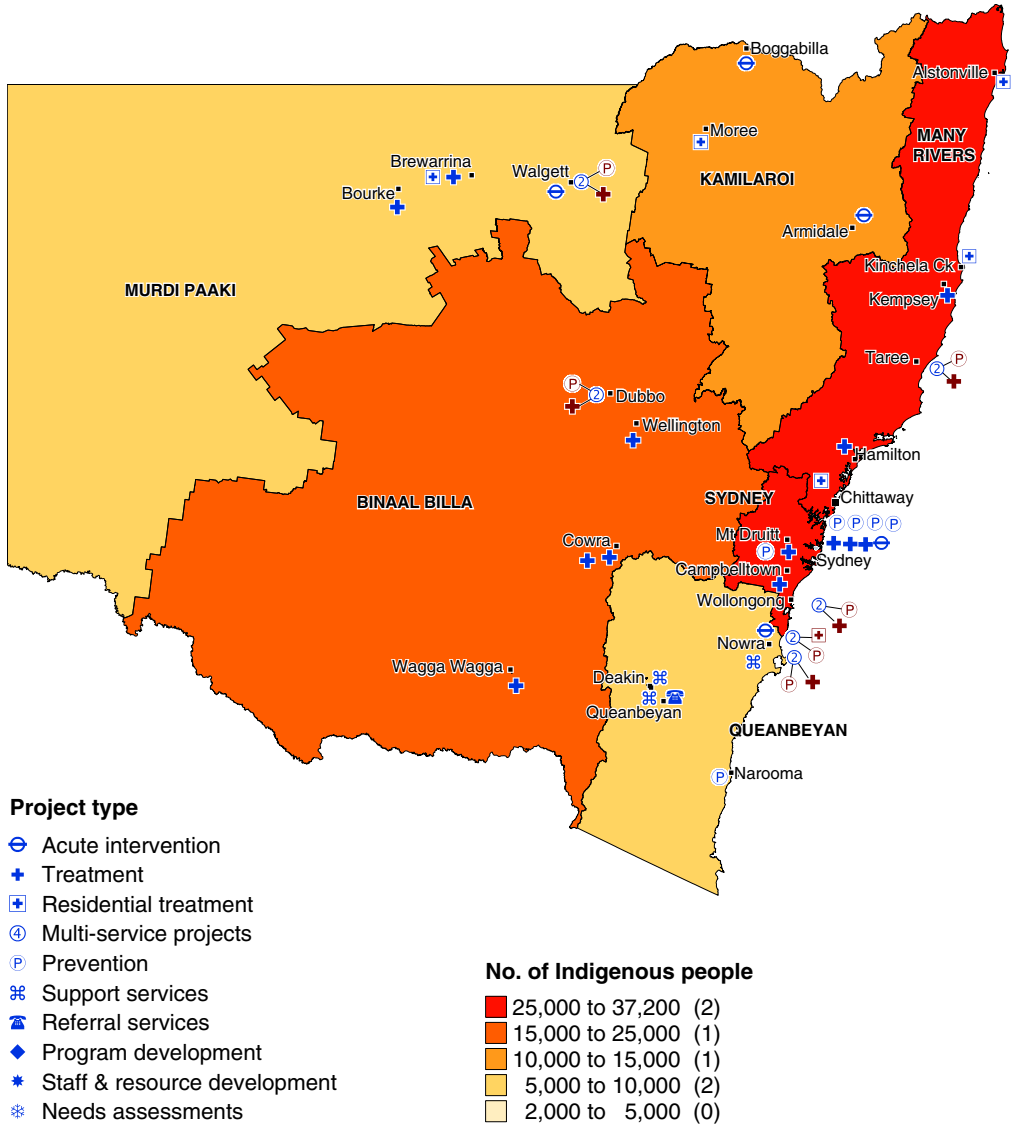 Boggabilla
Alstonville
Moree
MANY
RIVERS
Brewarrina
Walgett
P
2
KAMILAROI
Bourke
Armidale
Kinchela Ck
MURDI PAAKI
Kempsey
Taree
P
2
P
2
Dubbo
Wellington
Hamilton
BINAAL BILLA
SYDNEY
Chittaway
P P P P
Mt Druitt
P
Cowra
Sydney
Campbelltown
Wollongong
2
P
Nowra
2
P
2
P
Wagga Wagga
Deakin
Queanbeyan
QUEANBEYAN
P
Narooma
Project type
Acute intervention
Treatment
Residential treatment
4 Multi-service projects
P Prevention
Support services
Referral services
Program development
Staff & resource development
Needs assessments
No. of Indigenous people
25,000 to 37,200 (2)
15,000 to 25,000 (1)
10,000 to 15,000 (1)
5,000 to 10,000 (2)
2,000 to 5,000 (0)